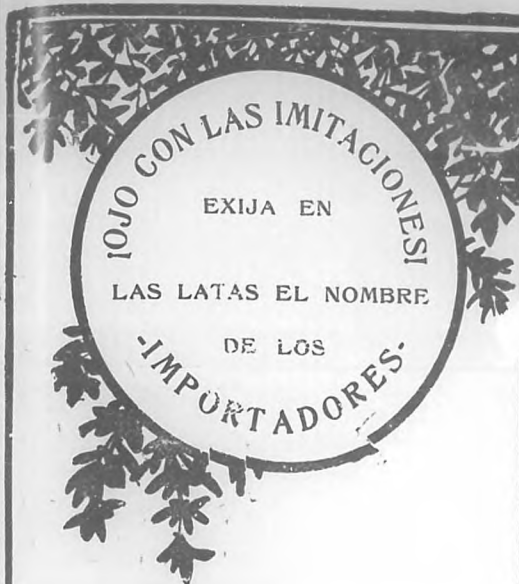 ¡OJO CON LAS IMITACIONES!
EXIJA EN
LAS LATAS EL NOMBRE
DE LOS
-IMPORTADORES-